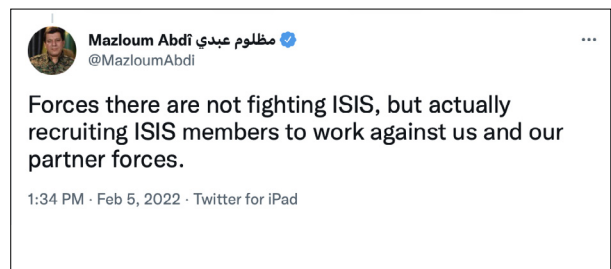 Mazloum Abdî مظلوم عبدي
@MazloumAbdi
Forces there are not fighting ISIS, but actually
recruiting ISIS members to work against us and our
partner forces.
1:34 PM · Feb 5, 2022 · Twitter for iPad